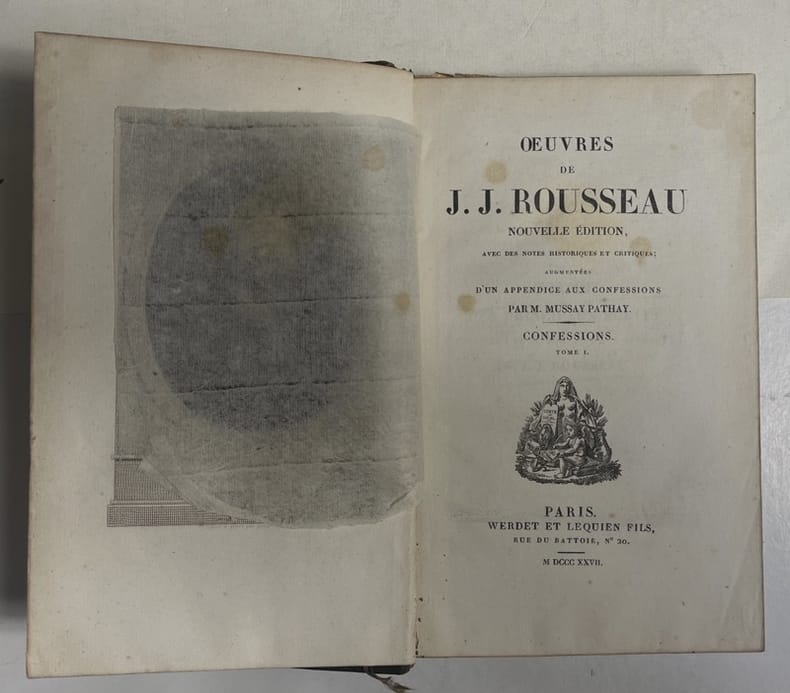 ŒUVRES
DE
J. J. ROUSSEAU
NOUVELLE ÉDITION,
AVEC DES NOTES HISTORIQUES ET CRITIQUES;
AUGMENTÉES
D'UN APPENDICE AUX CONFESSIONS
PAR M. MUSSAY PATHAY.
CONFESSIONS.
TOME I.
PARIS.
WERDET ET LEQUIEN FILS,
RUE DU BATTOIR, Nº 20.
M DCCC XXVII.